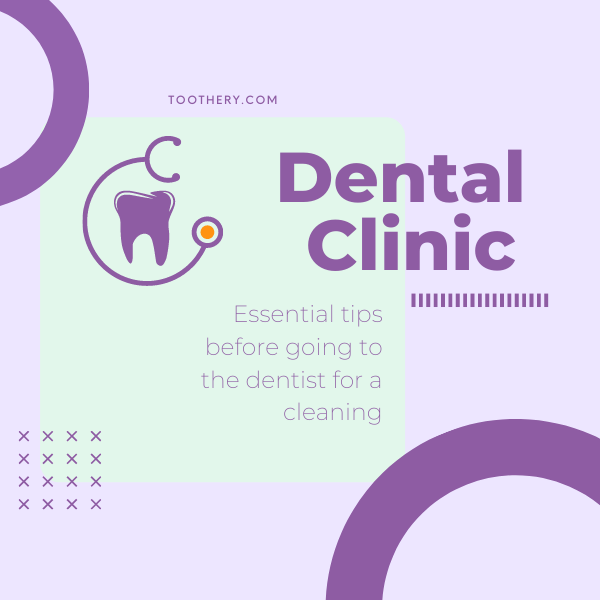 TOOTHERY.COM
Dental
Clinic
Essential tips
before going to
the dentist for a
cleaning